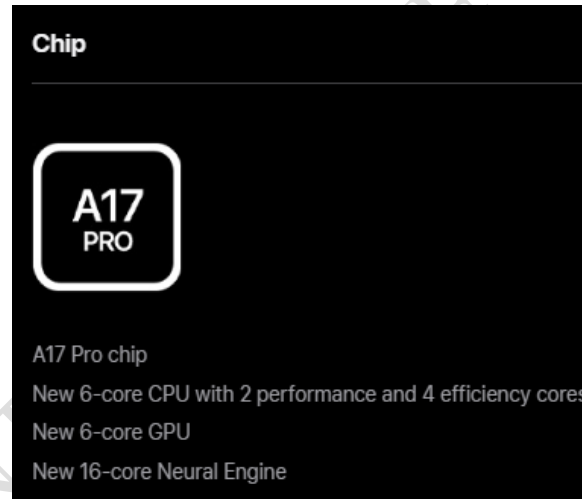 Chip
A17
PRO
A17 Pro chip
New 6-core CPU with 2 performance and 4 efficiency cores
New 6-core GPU
New 16-core Neural Engine